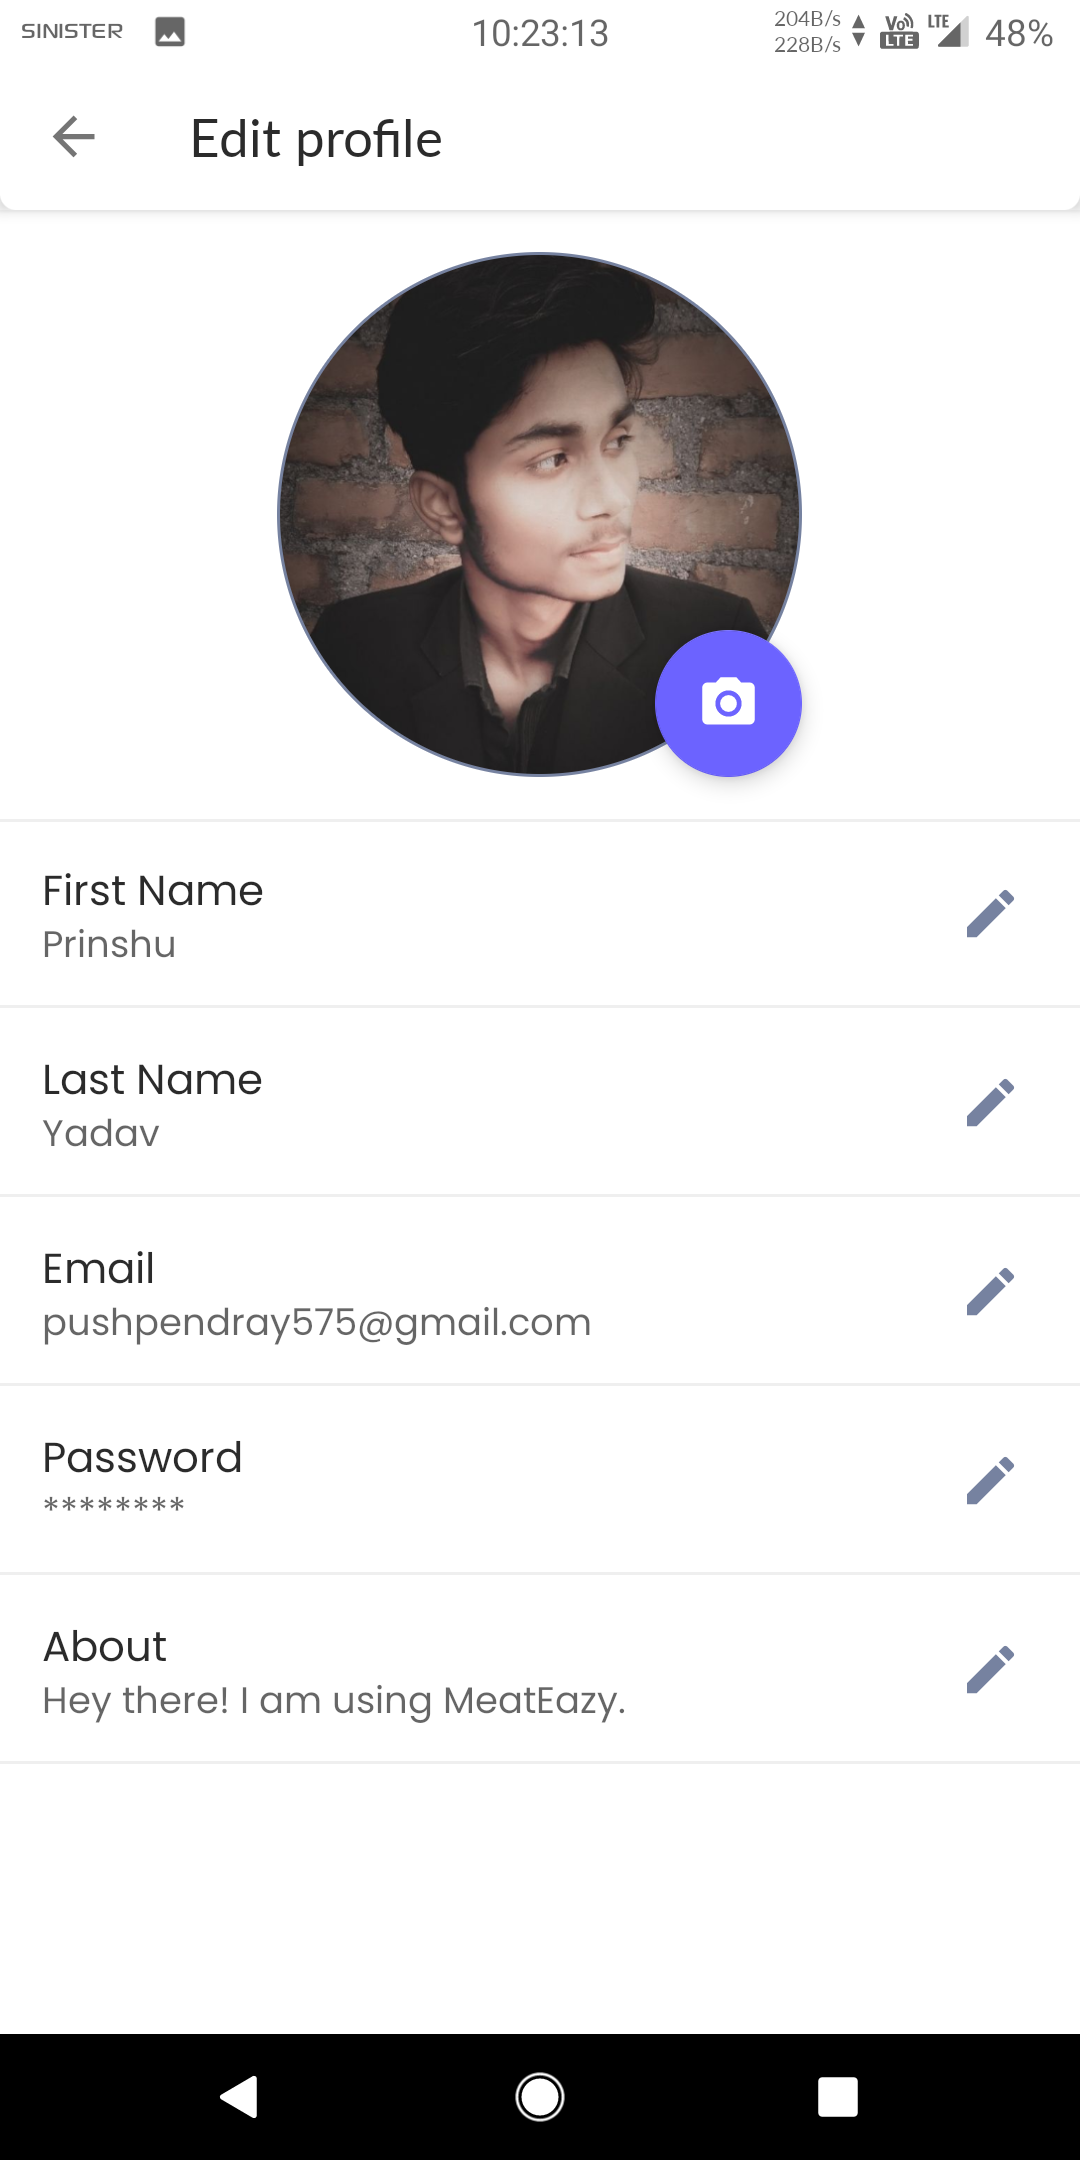 SINISTER 10:23:13 204B/s 228B/s Vo LTE LTE 48%
Edit profile
First Name
Prinshu
Last Name
Yadav
Email
pushpendray575@gmail.com
Password
********
About
Hey there! I am using MeatEazy.